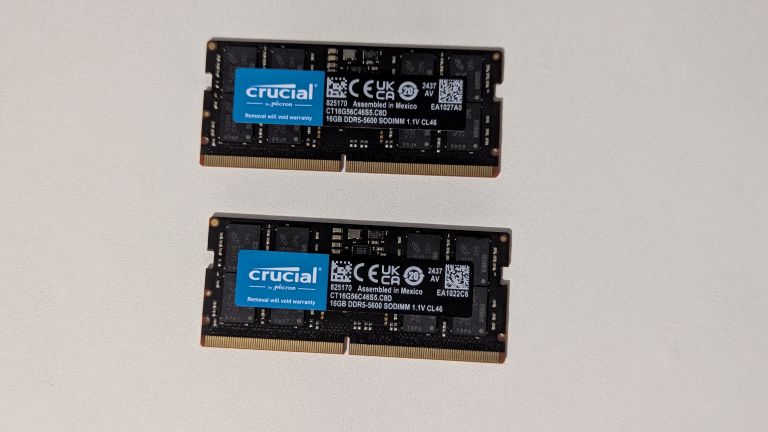 crucial
by Micron
Removal will void warranty
CE UK CA 20 2437
AV
825170 Assembled in Mexico EA1027A0
CT16G56C46S5.C8D
16GB DDR5-5600 SODIMM 1.1V CL46
crucial
by Micron
Removal will void warranty
CE UK CA 20 2437
AV
825170 Assembled in Mexico EA1022C6
CT16G56C46S5.C8D
16GB DDR5-5600 SODIMM 1.1V CL46